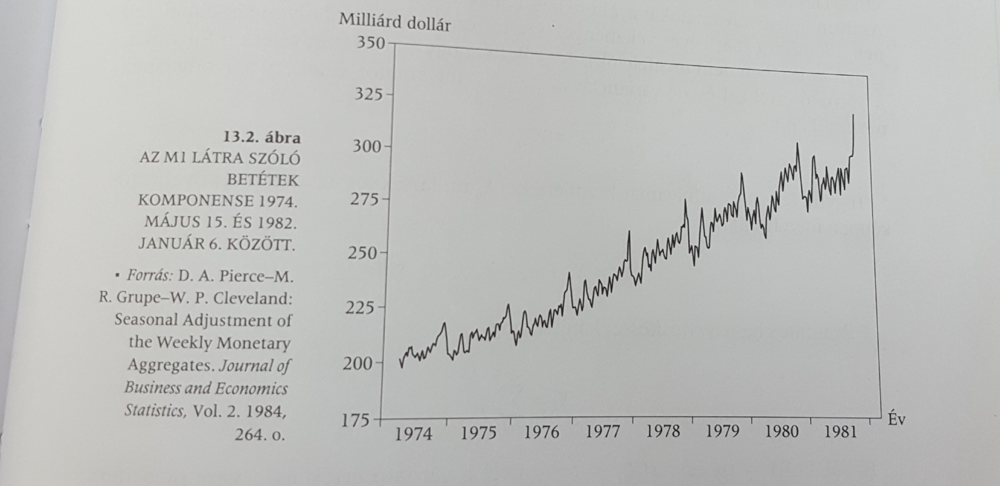 13.2. ábra
AZ M1 LÁTRA SZÓLÓ
BETÉTEK
KOMPONENSE 1974.
MÁJUS 15. ÉS 1982.
JANUÁR 6. KÖZÖTT.
▪ Forrás: D. A. Pierce–M.
R. Grupe–W. P. Cleveland:
Seasonal Adjustment of
the Weekly Monetary
Aggregates. Journal of
Business and Economics
Statistics, Vol. 2. 1984,
264. o.
Milliárd dollár
350
325
300
275
250
225
200
175
1974 1975 1976 1977 1978 1979 1980 1981 Év